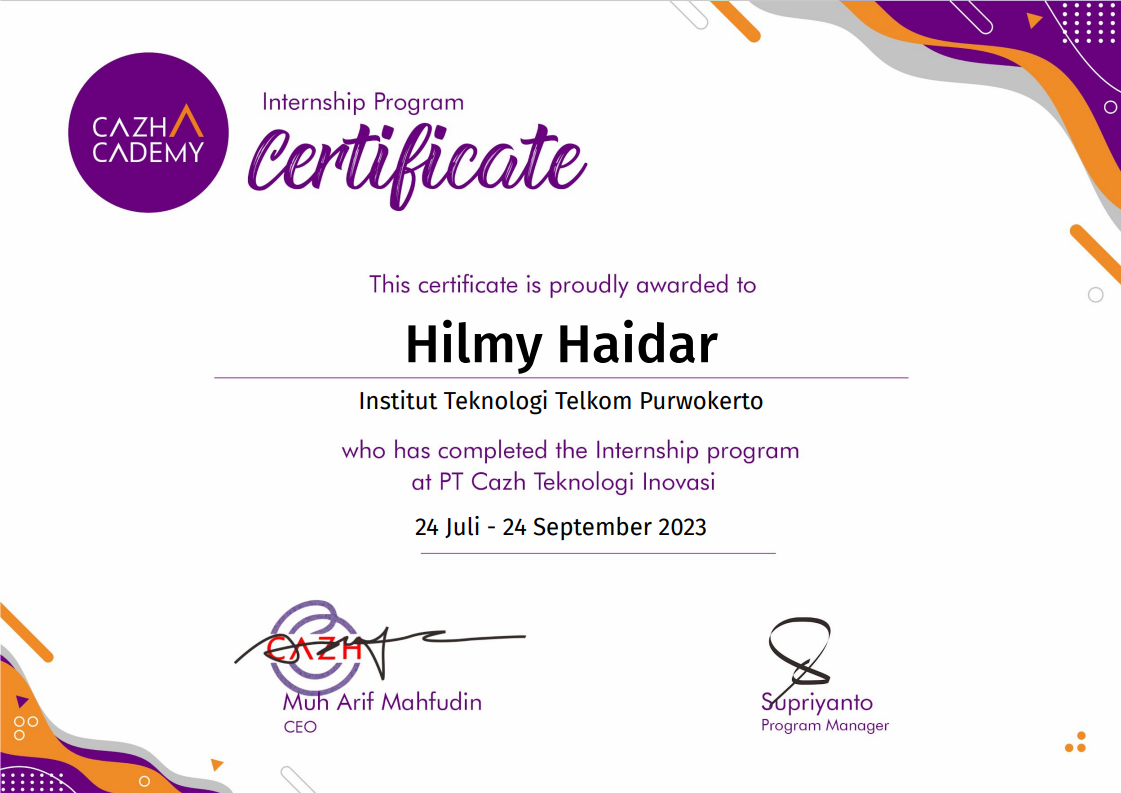 CAZH
CADEMY
Internship Program
Certificate
This certificate is proudly awarded to
Hilmy Haidar
Institut Teknologi Telkom Purwokerto
who has completed the Internship program
at PT Cazh Teknologi Inovasi
24 Juli - 24 September 2023
CAZH
Muh Arif Mahfudin
CEO
Supriyanto
Program Manager